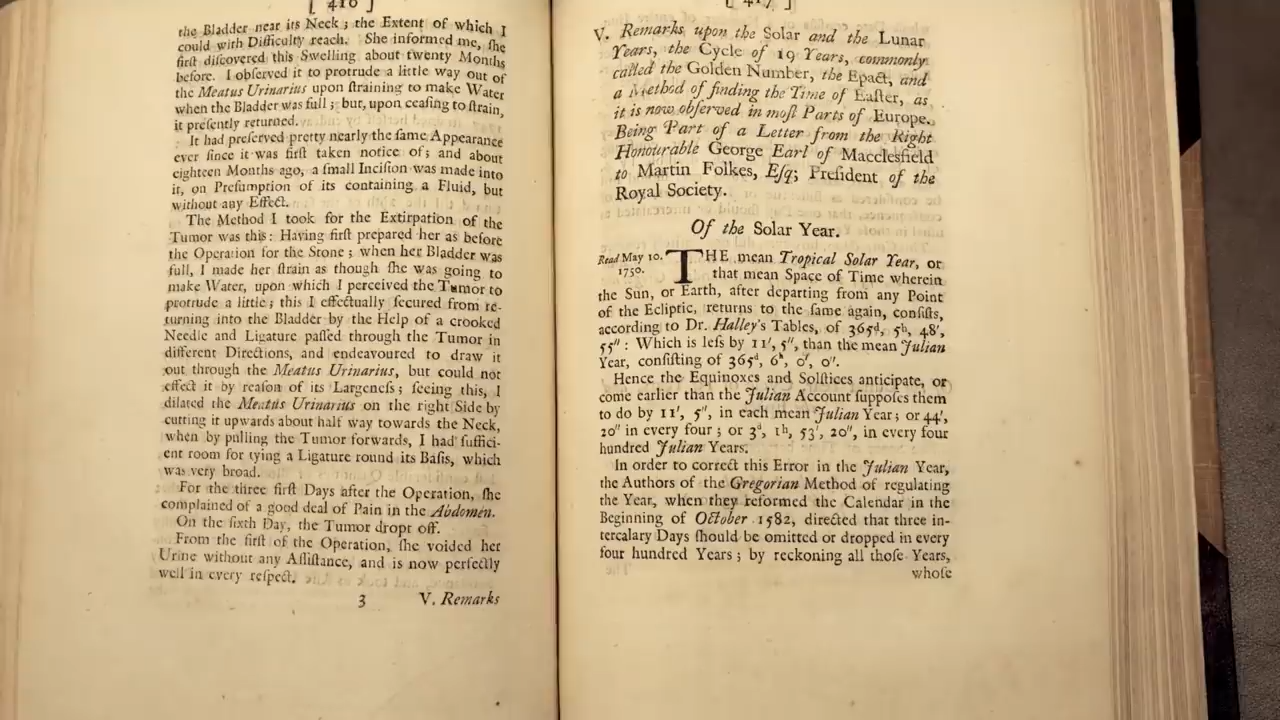 [ 416 ]
the Bladder near its Neck ; the Extent of which I
could with Difficulty reach. She informed me, ſhe
firſt diſcovered this Swelling about twenty Months
before. I obſerved it to protrude a little way out of
the Meatus Urinarius upon ſtraining to make Water
when the Bladder was full ; but, upon ceaſing to ſtrain,
it preſently returned.
It had preſerved pretty nearly the ſame Appearance
ever ſince it was firſt taken notice of; and about
eighteen Months ago, a ſmall Inciſion was made into
it, on Preſumption of its containing a Fluid, but
without any Effect.
The Method I took for the Extirpation of the
Tumor was this: Having firſt prepared her as before
the Operation for the Stone ; when her Bladder was
full, I made her ſtrain as though ſhe was going to
make Water, upon which I perceived the Tumor to
protrude a little ; this I effectually ſecured from re-
turning into the Bladder by the Help of a crooked
Needle and Ligature paſſed through the Tumor in
different Directions, and endeavoured to draw it
out through the Meatus Urinarius, but could not
effect it by reaſon of its Largeneſs ; ſeeing this, I
dilated the Meatus Urinarius on the right Side by
cutting it upwards about half way towards the Neck,
when by pulling the Tumor forwards, I had ſuffici-
ent room for tying a Ligature round its Baſis, which
was very broad.
For the three firſt Days after the Operation, ſhe
complained of a good deal of Pain in the Abdomen.
On the ſixth Day, the Tumor dropt off.
From the firſt of the Operation, ſhe voided her
Urine without any Aſſiſtance, and is now perfectly
well in every reſpect.
3 V. Remarks
[ 417 ]
V. Remarks upon the Solar and the Lunar
Years, the Cycle of 19 Years, commonly
called the Golden Number, the Epact, and
a Method of finding the Time of Eaſter, as
it is now obſerved in moſt Parts of Europe.
Being Part of a Letter from the Right
Honourable George Earl of Macclesfield
to Martin Folkes, Eſq; Preſident of the
Royal Society.
Of the Solar Year.
Read May 10. 1750.
THE mean Tropical Solar Year, or
that mean Space of Time wherein
the Sun, or Earth, after departing from any Point
of the Ecliptic, returns to the ſame again, conſiſts,
according to Dr. Halley's Tables, of 365ᵈ, 5ʰ, 48′,
55″ : Which is leſs by 11′, 5″, than the mean Julian
Year, conſiſting of 365ᵈ, 6ʰ, 0′, 0″.
Hence the Equinoxes and Solſtices anticipate, or
come earlier than the Julian Account ſuppoſes them
to do by 11′, 5″, in each mean Julian Year; or 44′,
20″ in every four ; or 3ᵈ, 1ʰ, 53′, 20″, in every four
hundred Julian Years.
In order to correct this Error in the Julian Year,
the Authors of the Gregorian Method of regulating
the Year, when they reformed the Calendar in the
Beginning of October 1582, directed that three in-
tercalary Days ſhould be omitted or dropped in every
four hundred Years ; by reckoning all thoſe Years,
whoſe